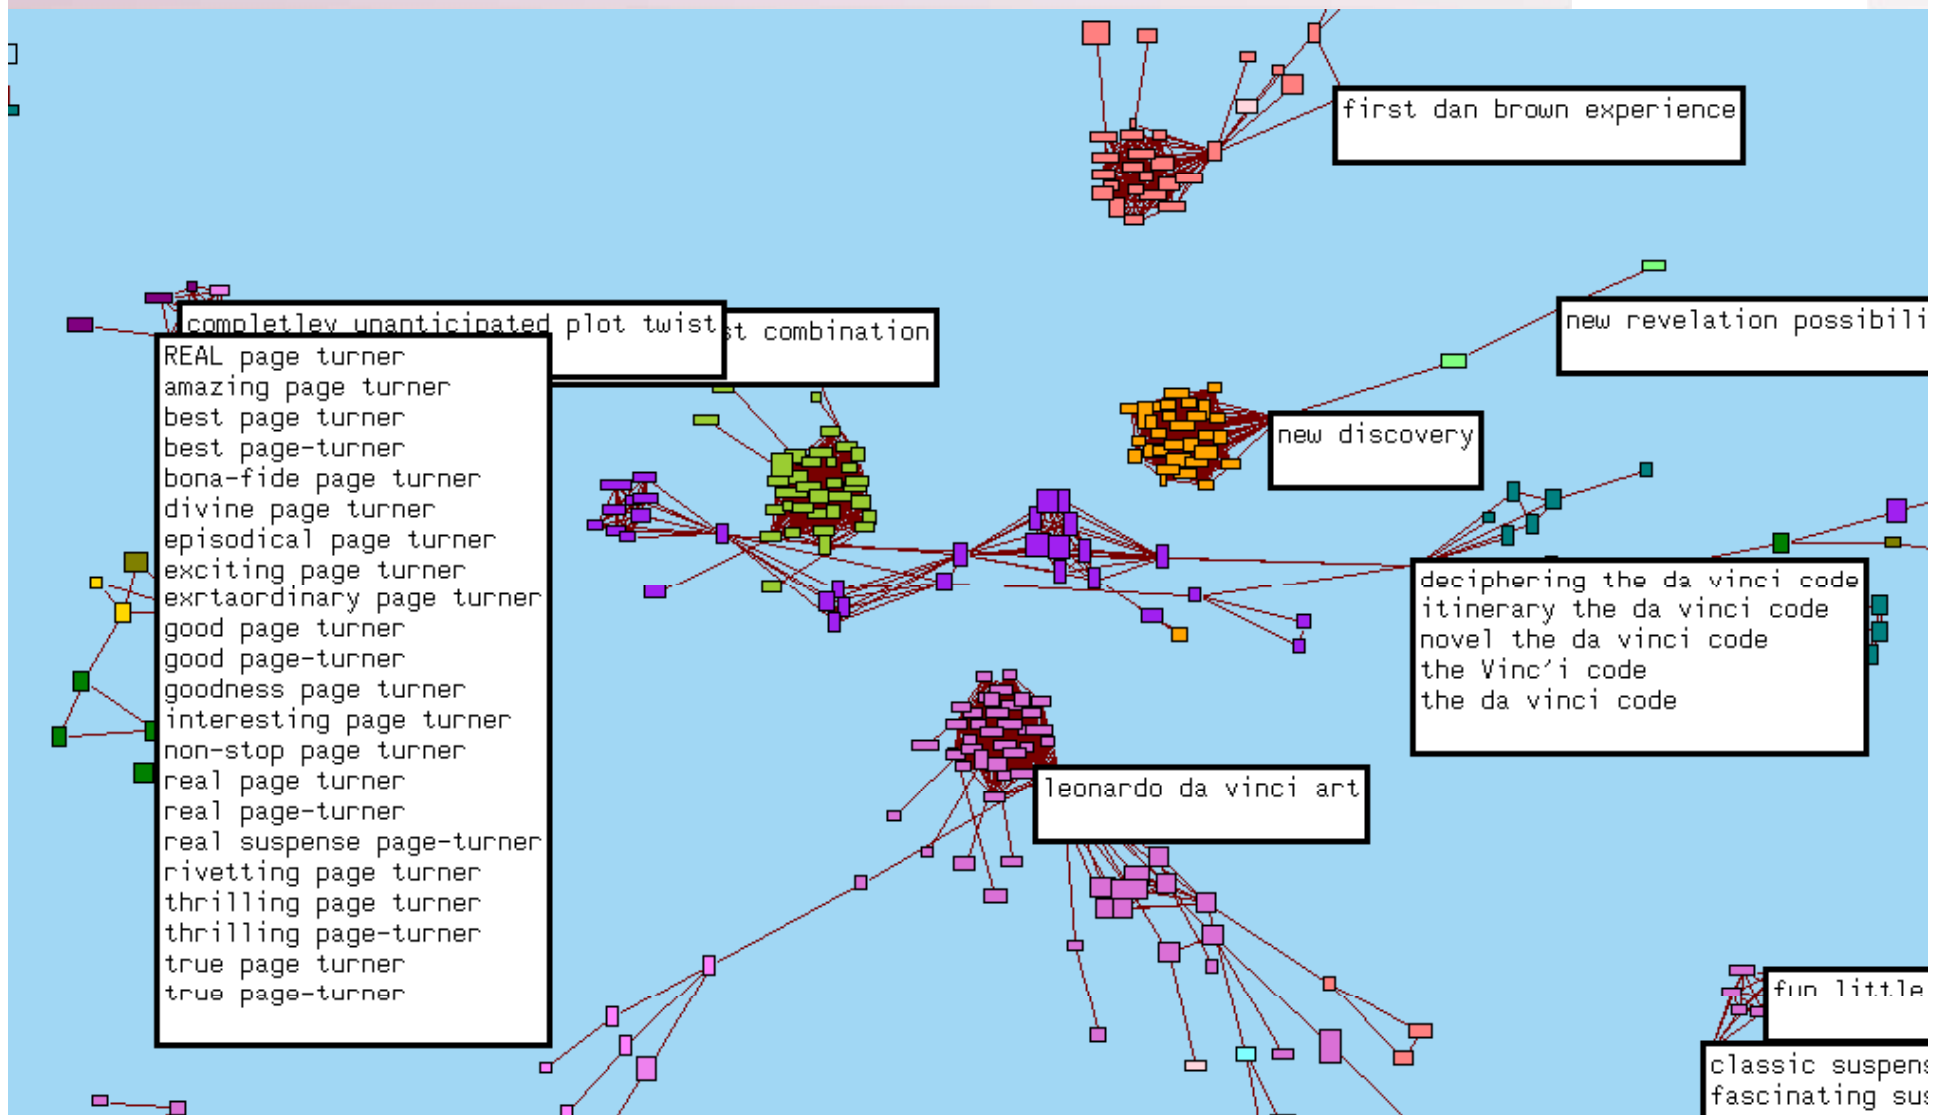 first dan brown experience
completley unanticipated plot twist
st combination
new revelation possibili
REAL page turner
amazing page turner
best page turner
best page-turner
bona-fide page turner
divine page turner
episodical page turner
exciting page turner
exrtaordinary page turner
good page turner
good page-turner
goodness page turner
interesting page turner
non-stop page turner
real page turner
real page-turner
real suspense page-turner
rivetting page turner
thrilling page turner
thrilling page-turner
true page turner
true page-turner
new discovery
deciphering the da vinci code
itinerary the da vinci code
novel the da vinci code
the Vinc'i code
the da vinci code
leonardo da vinci art
fun little
classic suspens
fascinating sus